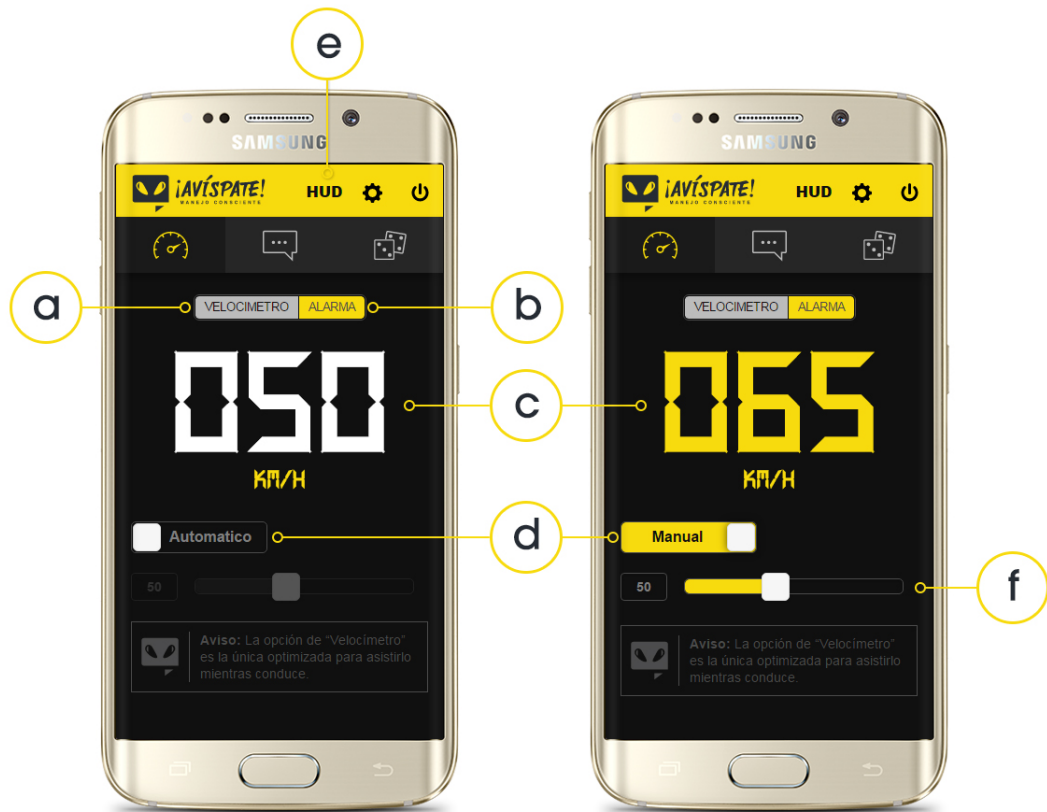 e
SAMSUNG
¡AVÍSPATE!
MANEJO CONSCIENTE
HUD
a
VELOCIMETRO ALARMA
b
050
c
KM/H
Automatico
d
50
Aviso: La opción de “Velocímetro”
es la única optimizada para asistirlo
mientras conduce.
SAMSUNG
¡AVÍSPATE!
MANEJO CONSCIENTE
HUD
VELOCIMETRO ALARMA
065
KM/H
Manual
50
f
Aviso: La opción de “Velocímetro”
es la única optimizada para asistirlo
mientras conduce.